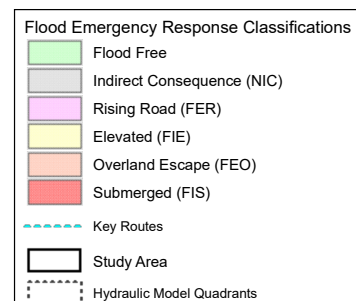 Flood Emergency Response Classifications
Flood Free
Indirect Consequence (NIC)
Rising Road (FER)
Elevated (FIE)
Overland Escape (FEO)
Submerged (FIS)
Key Routes
Study Area
Hydraulic Model Quadrants